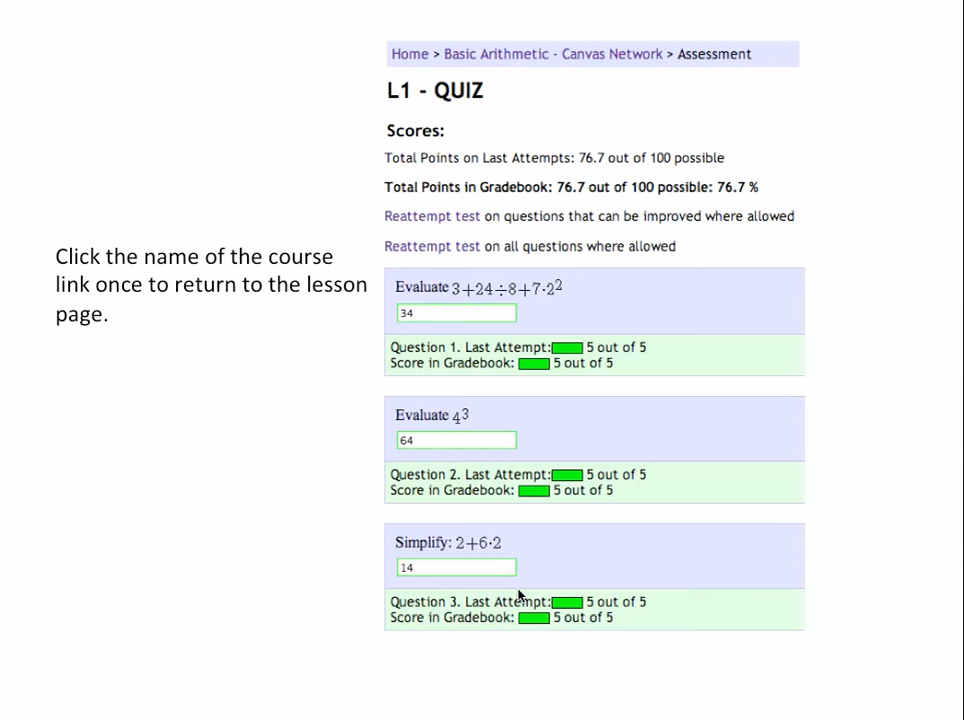 Home > Basic Arithmetic - Canvas Network > Assessment
L1 - QUIZ
Scores:
Total Points on Last Attempts: 76.7 out of 100 possible
Total Points in Gradebook: 76.7 out of 100 possible: 76.7 %
Reattempt test on questions that can be improved where allowed
Reattempt test on all questions where allowed
Click the name of the course
link once to return to the lesson
page.
Evaluate 3+24÷8+7·2²
34
Question 1. Last Attempt: 5 out of 5
Score in Gradebook: 5 out of 5
Evaluate 4³
64
Question 2. Last Attempt: 5 out of 5
Score in Gradebook: 5 out of 5
Simplify: 2+6·2
14
Question 3. Last Attempt: 5 out of 5
Score in Gradebook: 5 out of 5